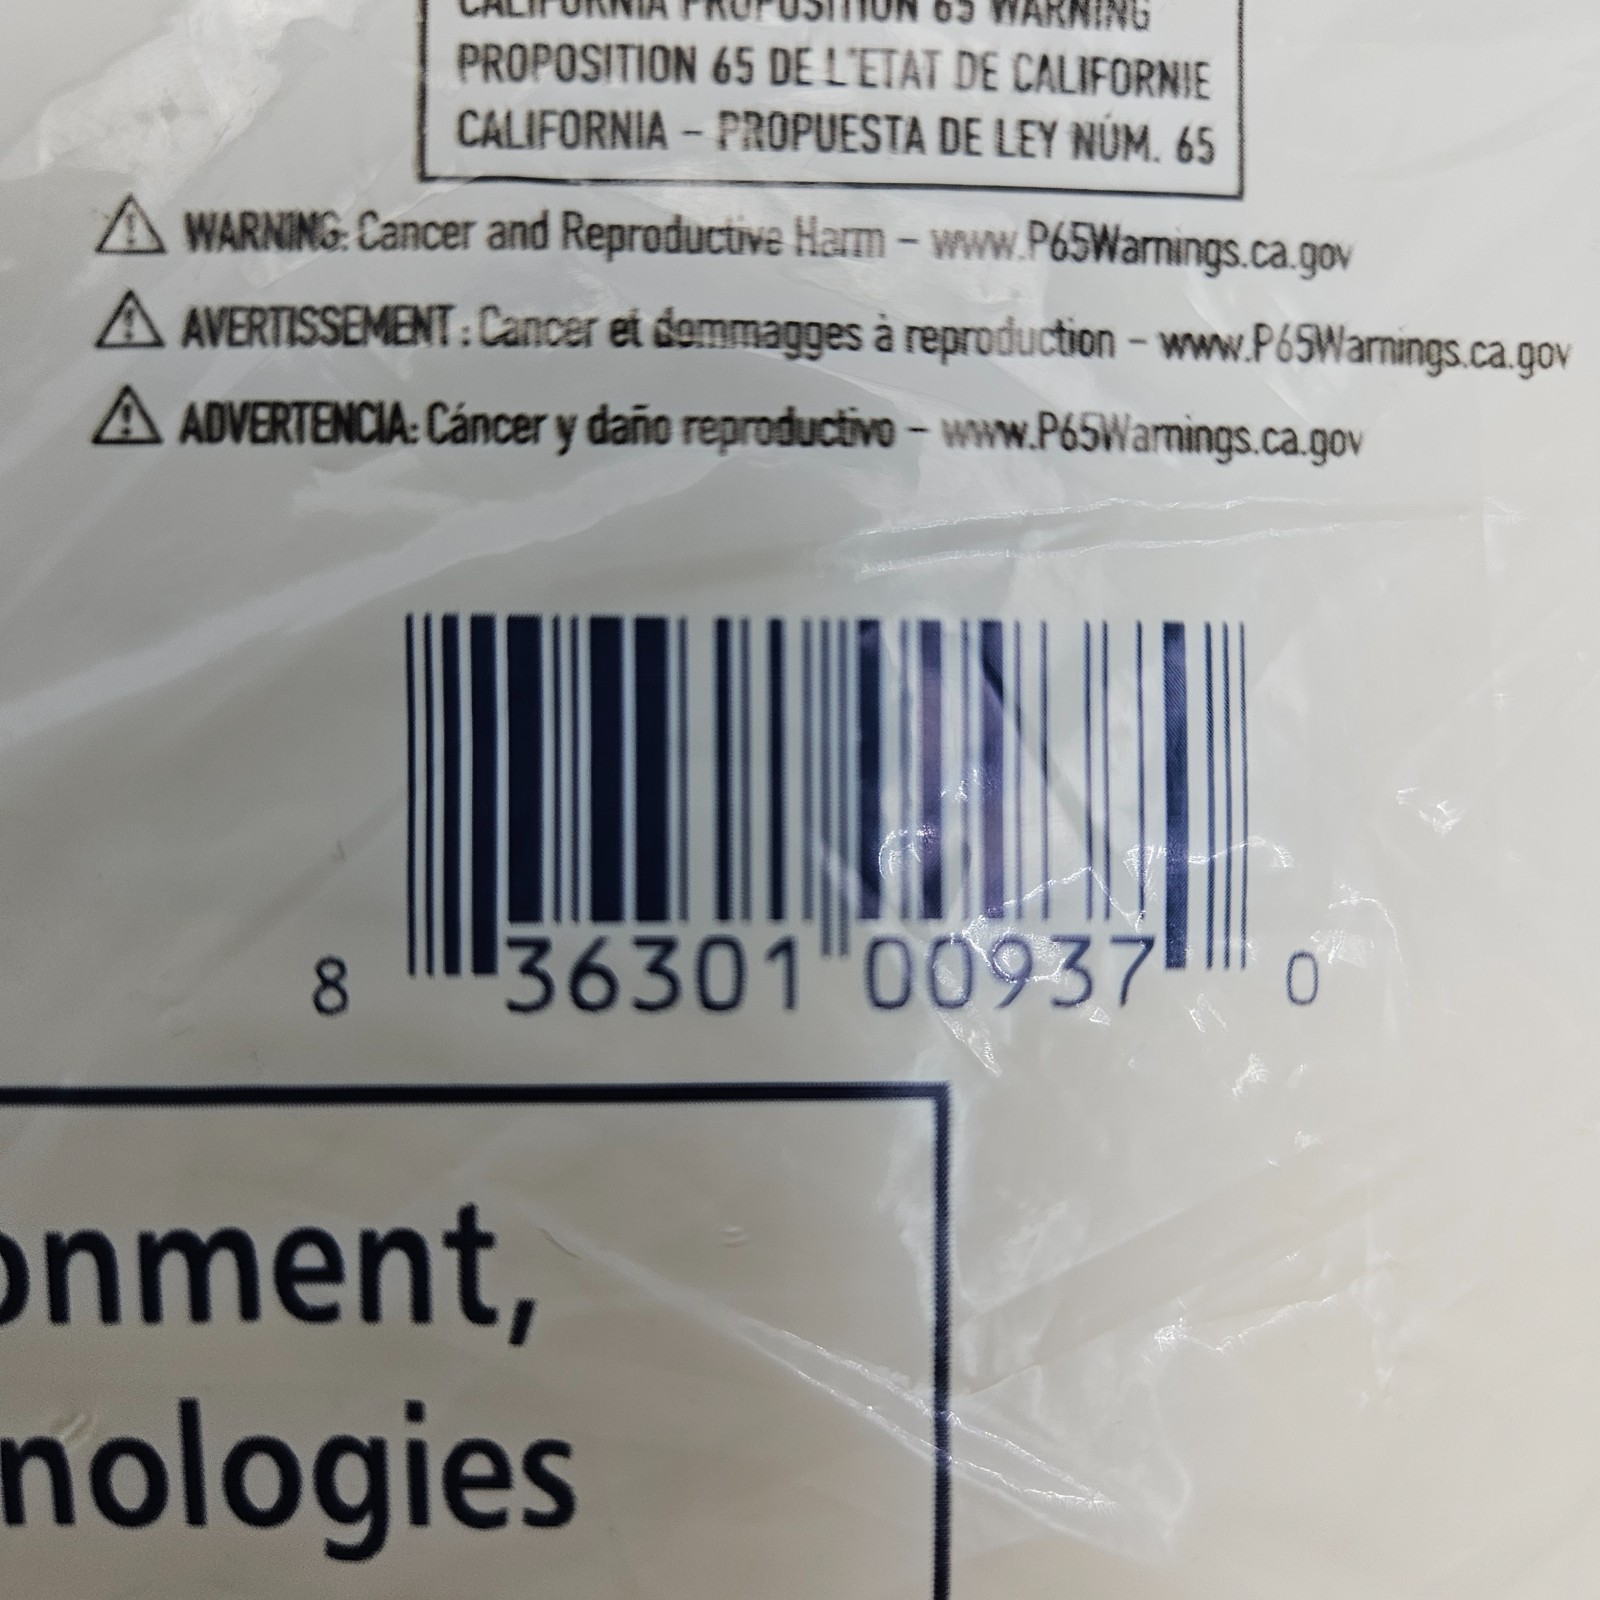 CALIFORNIA PROPOSITION 65 WARNING
PROPOSITION 65 DE L'ETAT DE CALIFORNIE
CALIFORNIA – PROPUESTA DE LEY NÚM. 65
WARNING: Cancer and Reproductive Harm – www.P65Warnings.ca.gov
AVERTISSEMENT : Cancer et dommagges à reproduction – www.P65Warnings.ca.gov
ADVERTENCIA: Cáncer y daño reproductivo – www.P65Warnings.ca.gov
8 36301 00937 0
onment,
nologies